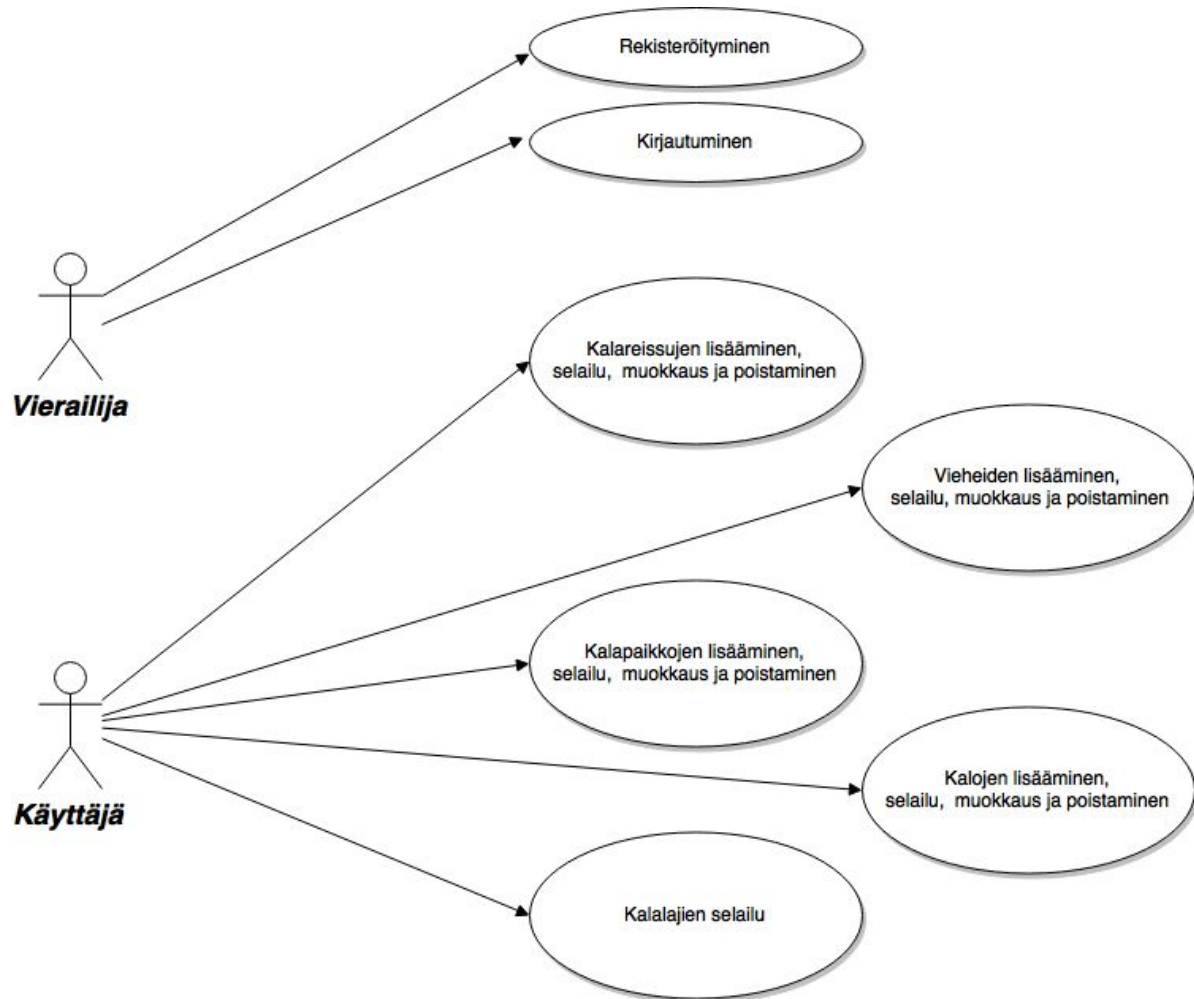 Rekisteröityminen
Kirjautuminen
Vierailija
Kalareissujen lisääminen,
selailu, muokkaus ja poistaminen
Vieheiden lisääminen,
selailu, muokkaus ja poistaminen
Kalapaikkojen lisääminen,
selailu, muokkaus ja poistaminen
Käyttäjä
Kalojen lisääminen,
selailu, muokkaus ja poistaminen
Kalalajien selailu